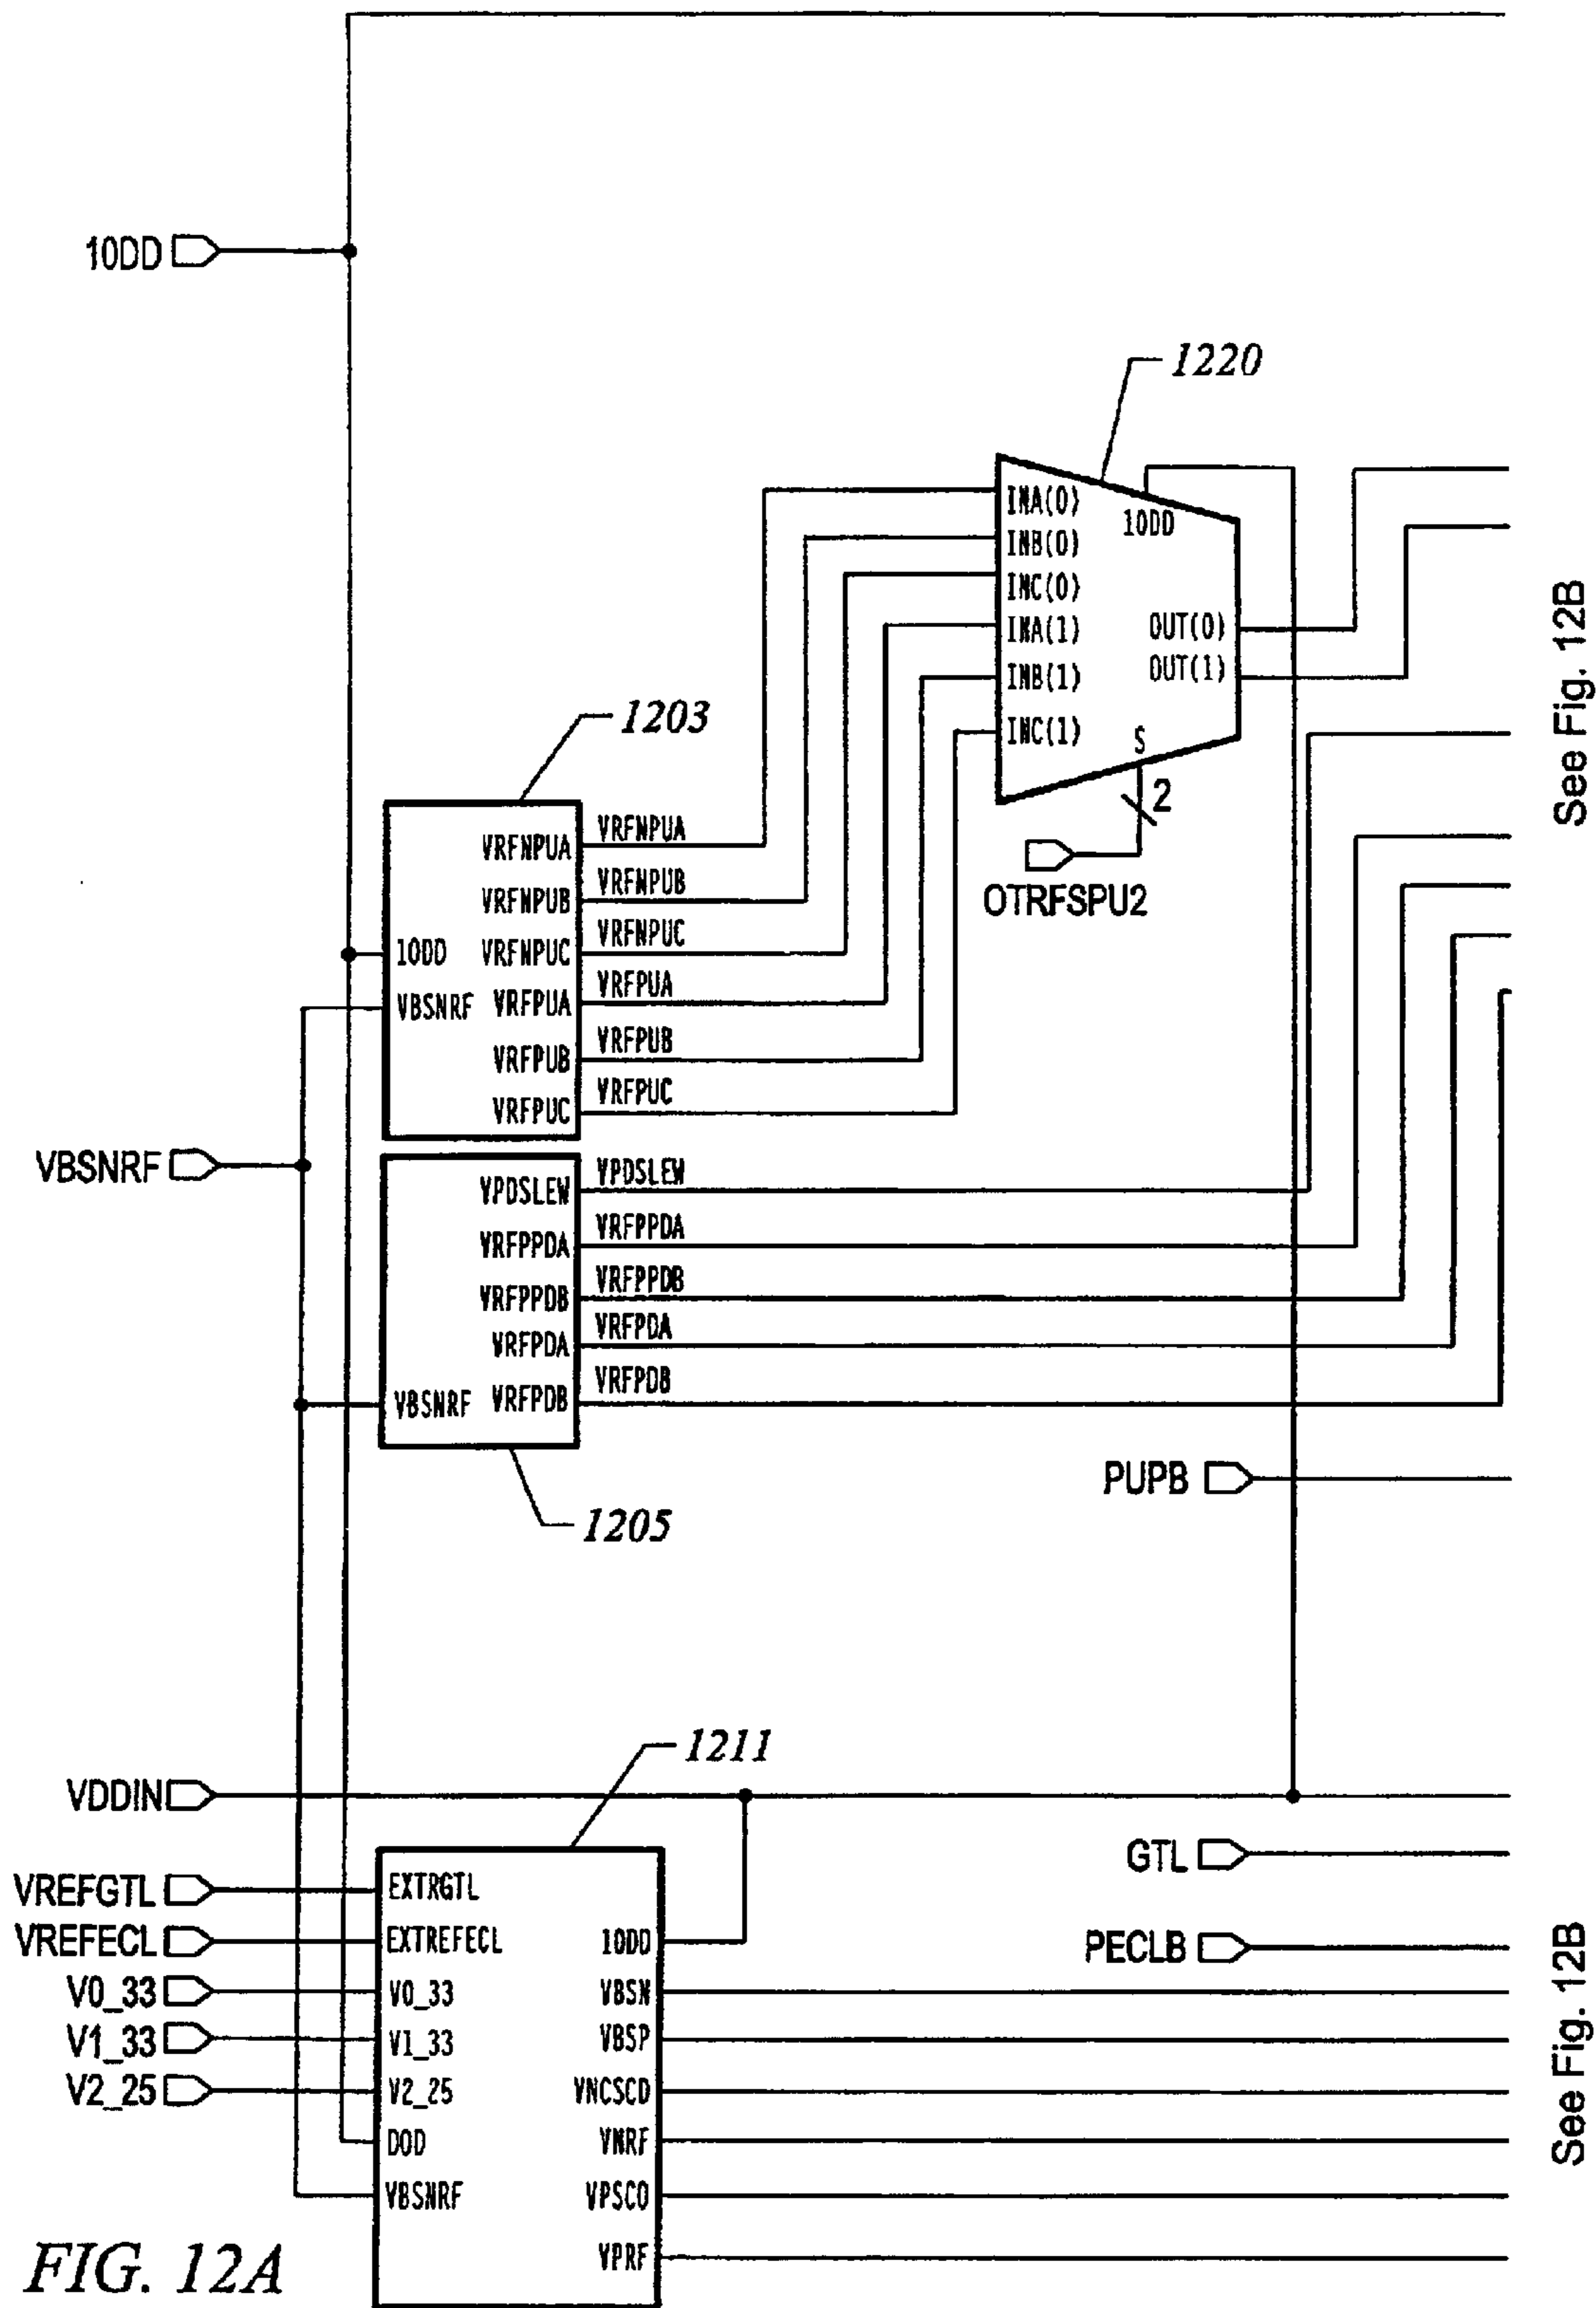 10DD
1220
INA(0)
10DD
INB(0)
INC(0)
INA(1)
OUT(0)
INB(1)
OUT(1)
INC(1)
S
2
OTRFSPU2
See Fig. 12B
1203
VRFNPUA
VRFNPUA
VRFNPUB
VRFNPUB
VRFNPUC
10DD
VRFNPUC
VRFPUA
VBSNRF
VRFPUA
VRFPUB
VRFPUB
VRFPUC
VRFPUC
VBSNRF
VPDSLEW
VPDSLEW
VRFPPDA
VRFPPDA
VRFPPDB
VRFPPDB
VRFPDA
VRFPDA
VRFPDB
VBSNRF
VRFPDB
1205
PUPB
1211
VDDIN
GTL
VREFGTL
EXTRGTL
VREFECL
EXTREFECL
10DD
PECLB
V0_33
V0_33
VBSN
V1_33
V1_33
VBSP
V2_25
V2_25
VNCSCD
DOD
VNRF
VBSNRF
VPSCO
VPRF
See Fig. 12B
FIG. 12A